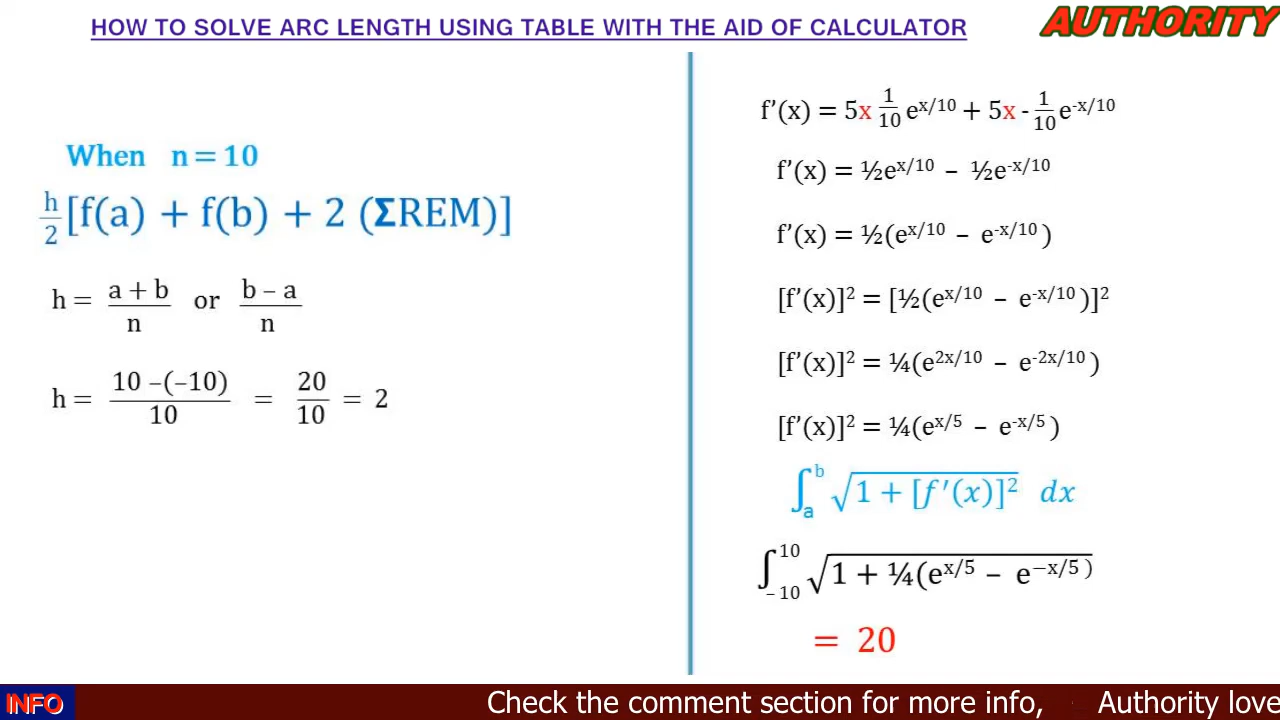 HOW TO SOLVE ARC LENGTH USING TABLE WITH THE AID OF CALCULATOR
AUTHORITY
When n = 10
h/2 [f(a) + f(b) + 2 (ΣREM)]
h = a + b / n or b – a / n
h = 10 –(–10) / 10 = 20/10 = 2
f’(x) = 5x 1/10 e^x/10 + 5x - 1/10 e^-x/10
f’(x) = ½e^x/10 – ½e^-x/10
f’(x) = ½(e^x/10 – e^-x/10)
[f’(x)]² = [½(e^x/10 – e^-x/10)]²
[f’(x)]² = ¼(e^2x/10 – e^-2x/10)
[f’(x)]² = ¼(e^x/5 – e^-x/5)
∫_a^b √1 + [f′(x)]² dx
∫_–10^10 √1 + ¼(e^x/5 – e^−x/5)
= 20
INFO
Check the comment section for more info, - Authority love